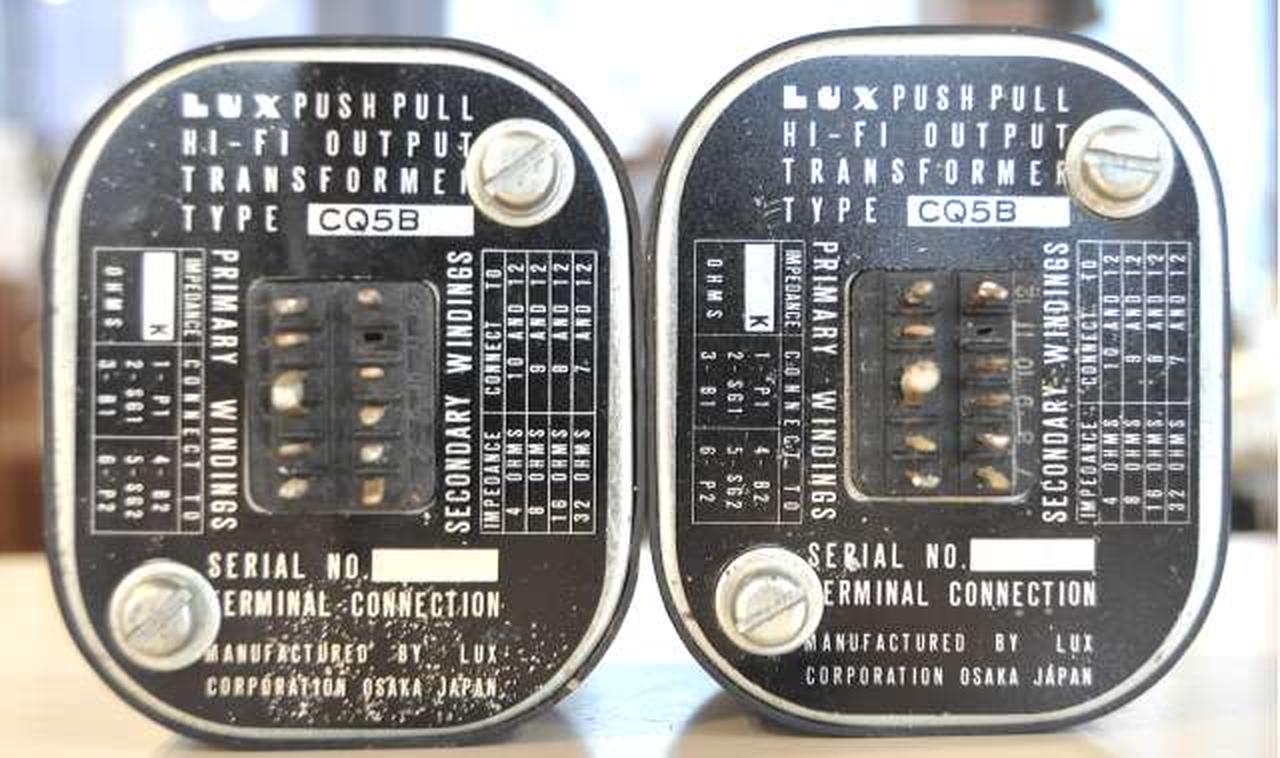 LUX PUSH PULL
HI-FI OUTPUT
TRANSFORMER
TYPE CQ5B
PRIMARY WINDINGS
IMPEDANCE CONNECT TO
K 1- P1 4- B2
OHMS 2- SG1 5- SG2
3- B1 6- P2
SECONDARY WINDINGS
IMPEDANCE CONNECT TO
4 OHMS 10 AND 12
8 OHMS 9 AND 12
16 OHMS 8 AND 12
32 OHMS 7 AND 12
SERIAL NO.
TERMINAL CONNECTION
MANUFACTURED BY LUX
CORPORATION OSAKA JAPAN
LUX PUSH PULL
HI-FI OUTPUT
TRANSFORMER
TYPE CQ5B
PRIMARY WINDINGS
IMPEDANCE CONNECT TO
K 1 P1 4- B2
OHMS 2- SG1 5- SG2
3- B1 6- P2
12
11
10
9
8
7
SECONDARY WINDINGS
IMPEDANCE CONNECT TO
4 OHMS 10 AND 12
8 OHMS 9 AND 12
16 OHMS 8 AND 12
32 OHMS 7 AND 12
SERIAL NO.
TERMINAL CONNECTION
MANUFACTURED BY LUX
CORPORATION OSAKA JAPAN